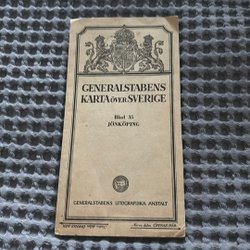 GENERALSTABENS
KARTA ÖVER SVERIGE
Blad 35
JÖNKÖPING
GENERALSTABENS LITOGRAFISKA ANSTALT